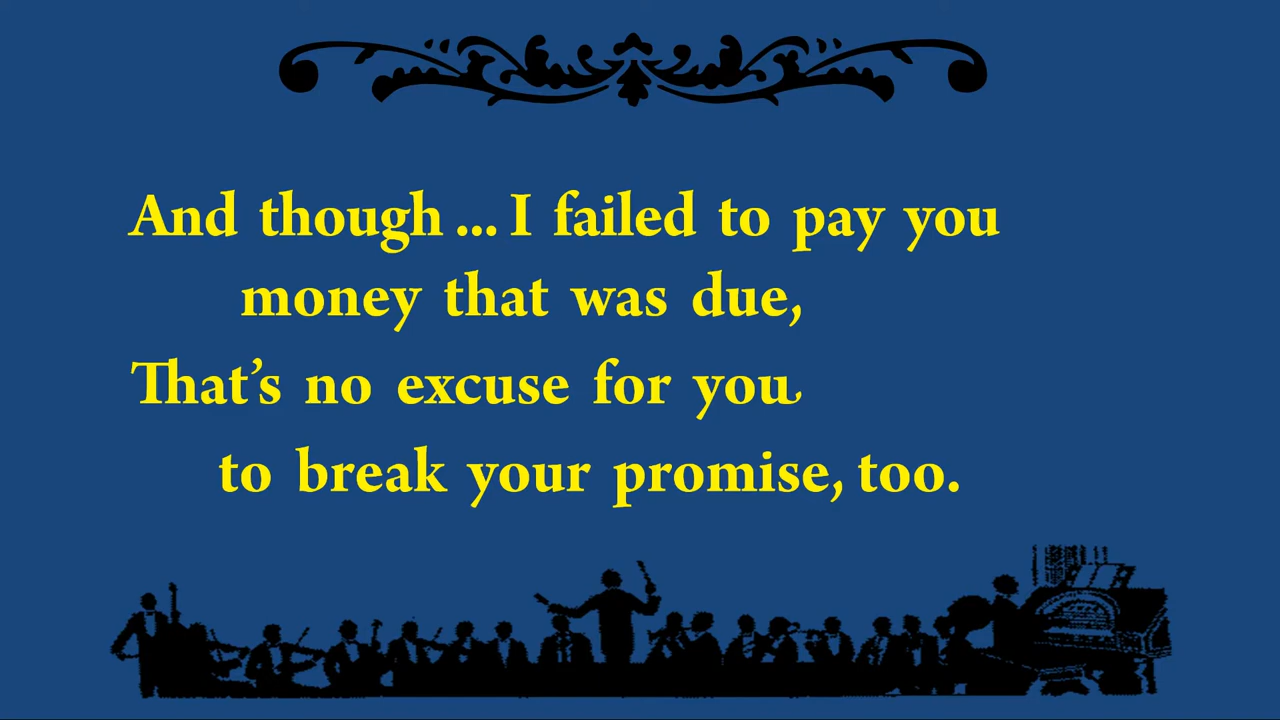 And though ... I failed to pay you
money that was due,
That's no excuse for you
to break your promise, too.